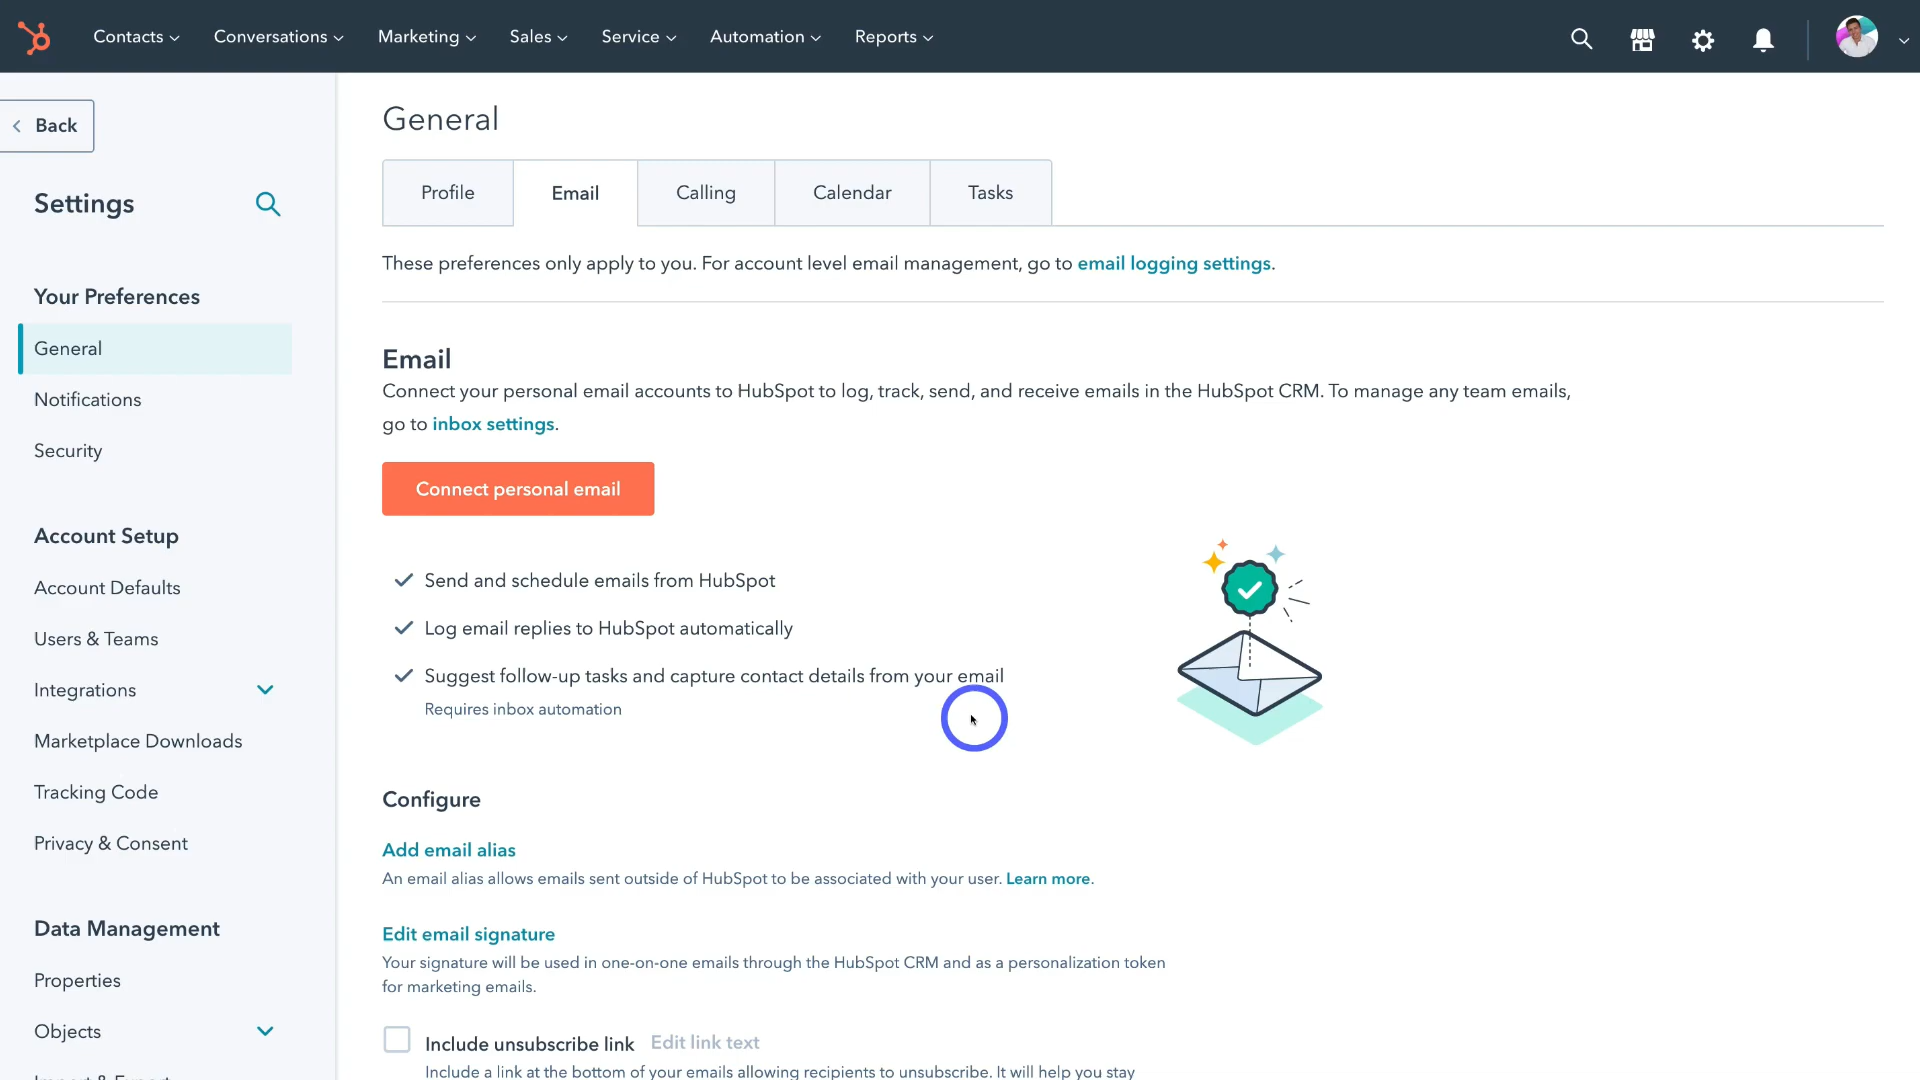 Contacts
Conversations
Marketing
Sales
Service
Automation
Reports
Back
Settings
Your Preferences
General
Notifications
Security
Account Setup
Account Defaults
Users & Teams
Integrations
Marketplace Downloads
Tracking Code
Privacy & Consent
Data Management
Properties
Objects
Import & Export
General
Profile
Email
Calling
Calendar
Tasks
These preferences only apply to you. For account level email management, go to email logging settings.
Email
Connect your personal email accounts to HubSpot to log, track, send, and receive emails in the HubSpot CRM. To manage any team emails,
go to inbox settings.
Connect personal email
Send and schedule emails from HubSpot
Log email replies to HubSpot automatically
Suggest follow-up tasks and capture contact details from your email
Requires inbox automation
Configure
Add email alias
An email alias allows emails sent outside of HubSpot to be associated with your user. Learn more.
Edit email signature
Your signature will be used in one-on-one emails through the HubSpot CRM and as a personalization token
for marketing emails.
Include unsubscribe link Edit link text
Include a link at the bottom of your emails allowing recipients to unsubscribe. It will help you stay